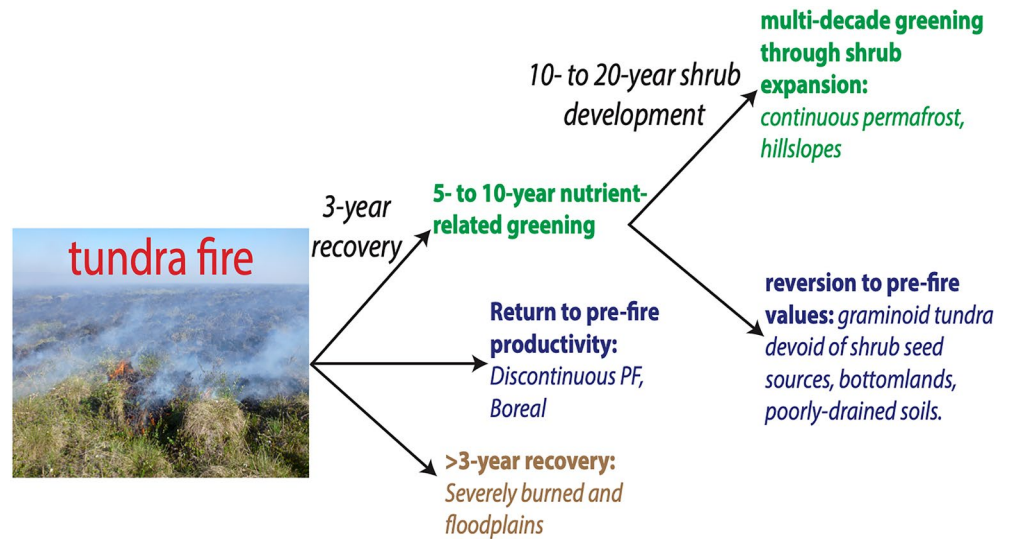 tundra fire
3-year
recovery
5- to 10-year nutrient-
related greening
10- to 20-year shrub
development
multi-decade greening
through shrub
expansion:
continuous permafrost,
hillslopes
reversion to pre-fire
values: graminoid tundra
devoid of shrub seed
sources, bottomlands,
poorly-drained soils.
Return to pre-fire
productivity:
Discontinuous PF,
Boreal
>3-year recovery:
Severely burned and
floodplains